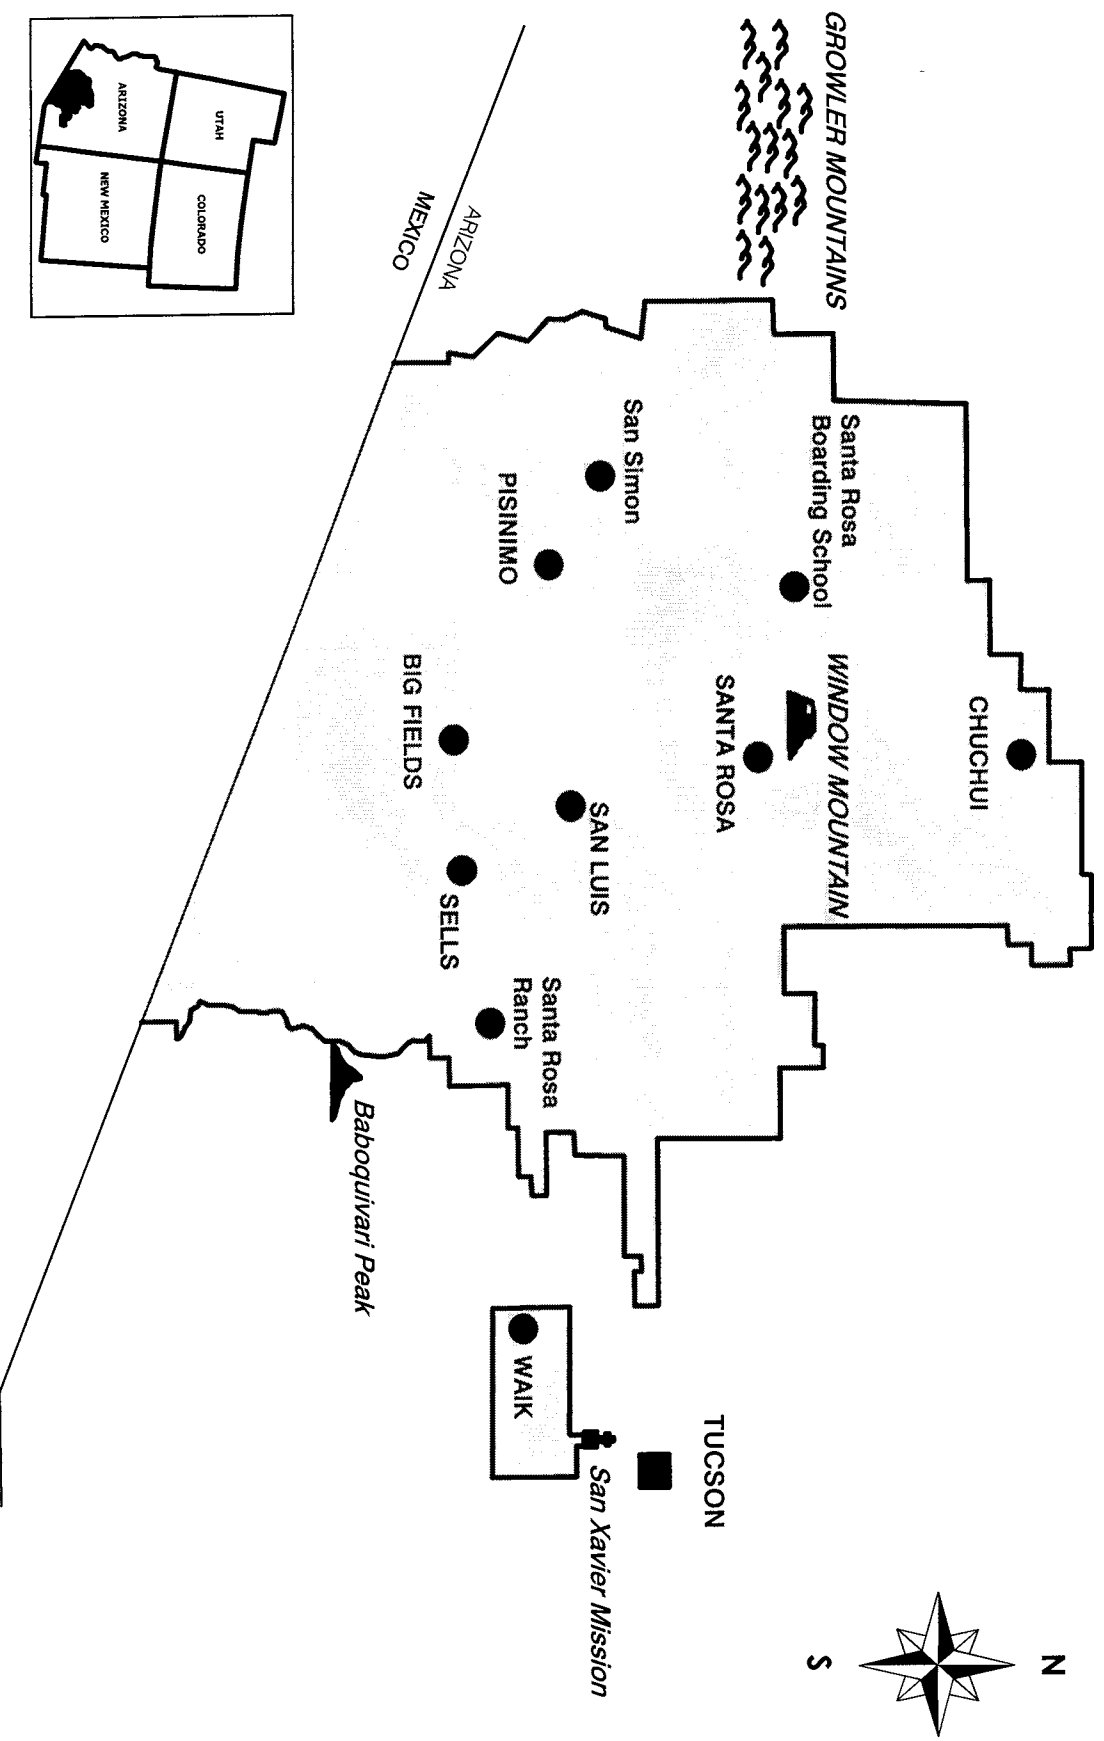 GROWLER MOUNTAINS
N
S
CHUCHUI
Santa Rosa
Boarding School
WINDOW MOUNTAIN
SANTA ROSA
TUCSON
San Simon
SAN LUIS
San Xavier Mission
PISINIMO
Santa Rosa
Ranch
WAIK
SELLS
BIG FIELDS
Baboquivari Peak
ARIZONA
MEXICO
UTAH
COLORADO
ARIZONA
NEW MEXICO